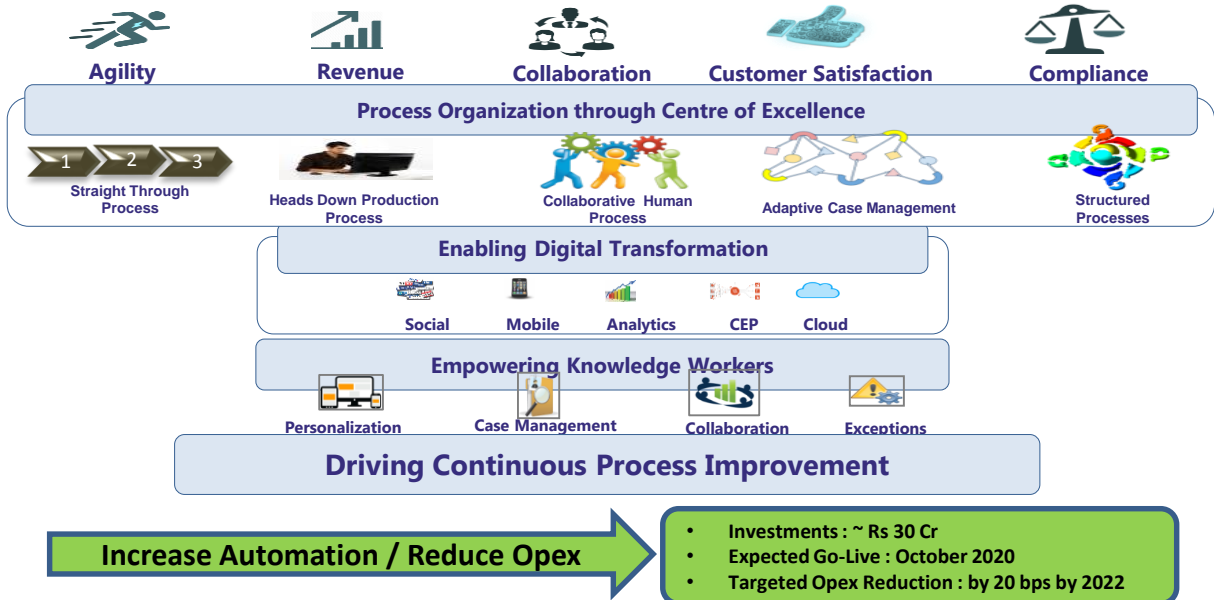 Agility
Revenue
Collaboration
Customer Satisfaction
Compliance
Process Organization through Centre of Excellence
1
2
3
Straight Through
Process
Heads Down Production
Process
Collaborative Human
Process
Adaptive Case Management
Structured
Processes
Enabling Digital Transformation
Social
Mobile
Analytics
CEP
Cloud
Empowering Knowledge Workers
Personalization
Case Management
Collaboration
Exceptions
Driving Continuous Process Improvement
Increase Automation / Reduce Opex
• Investments : ~ Rs 30 Cr
• Expected Go-Live : October 2020
• Targeted Opex Reduction : by 20 bps by 2022